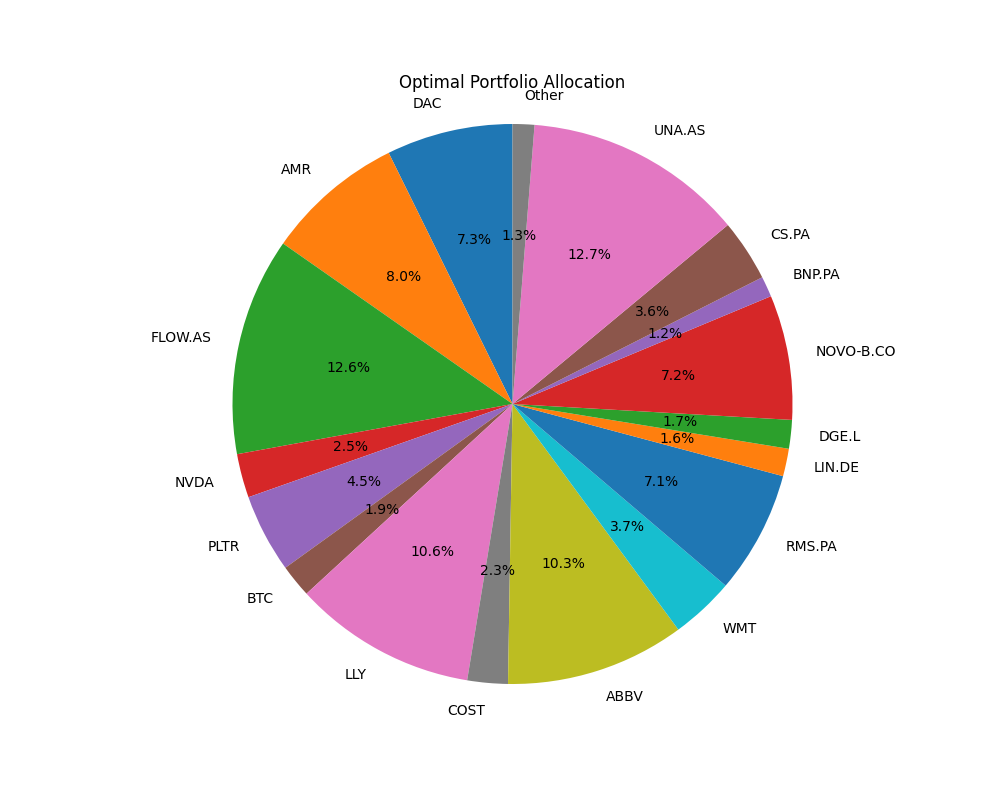 Optimal Portfolio Allocation
Other
1.3%
DAC
7.3%
AMR
8.0%
FLOW.AS
12.6%
NVDA
2.5%
PLTR
4.5%
BTC
1.9%
LLY
10.6%
COST
2.3%
ABBV
10.3%
WMT
3.7%
RMS.PA
7.1%
LIN.DE
1.6%
DGE.L
1.7%
NOVO-B.CO
7.2%
BNP.PA
1.2%
CS.PA
3.6%
UNA.AS
12.7%